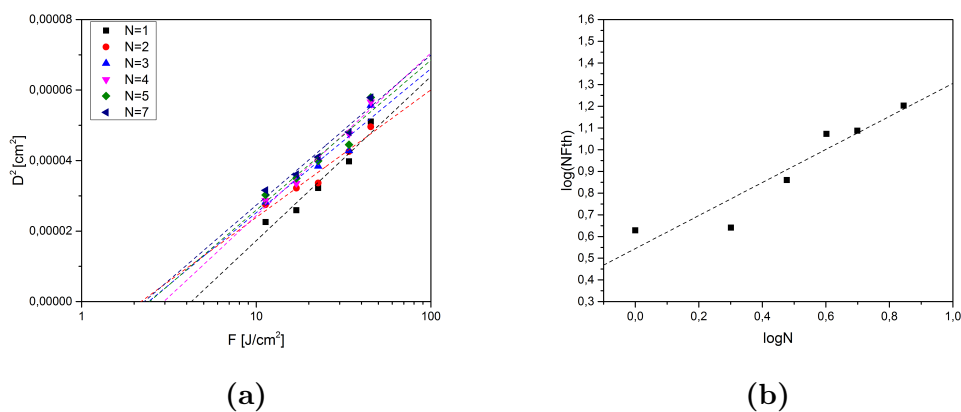 0,00008
0,00006
0,00004
0,00002
0,00000
D² [cm²]
N=1
N=2
N=3
N=4
N=5
N=7
1
10
100
F [J/cm²]
(a)
1,6
1,5
1,4
1,3
1,2
1,1
1,0
0,9
0,8
0,7
0,6
0,5
0,4
0,3
log(NFth)
0,0
0,2
0,4
0,6
0,8
1,0
logN
(b)